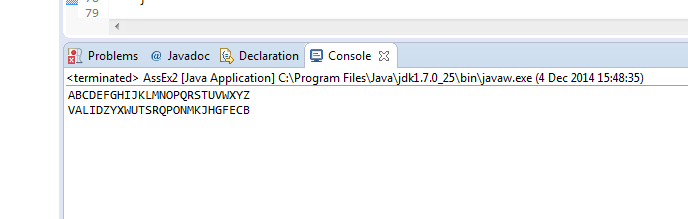 79
Problems @ Javadoc Declaration Console
<terminated> AssEx2 [Java Application] C:\Program Files\Java\jdk1.7.0_25\bin\javaw.exe (4 Dec 2014 15:48:35)
ABCDEFGHIJKLMNOPQRSTUVWXYZ
VALIDZYXWUTSRQPONMKJHGFECB